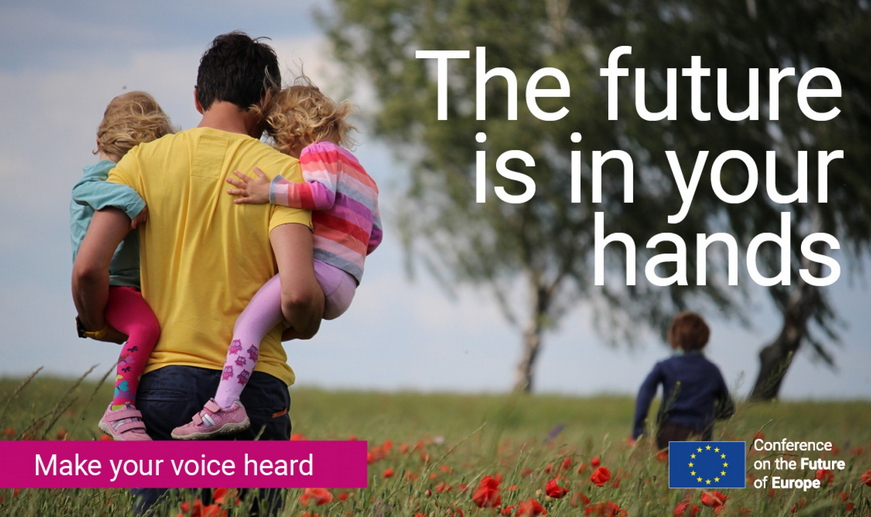 The future
is in your
hands
Make your voice heard
Conference
on the Future
of Europe